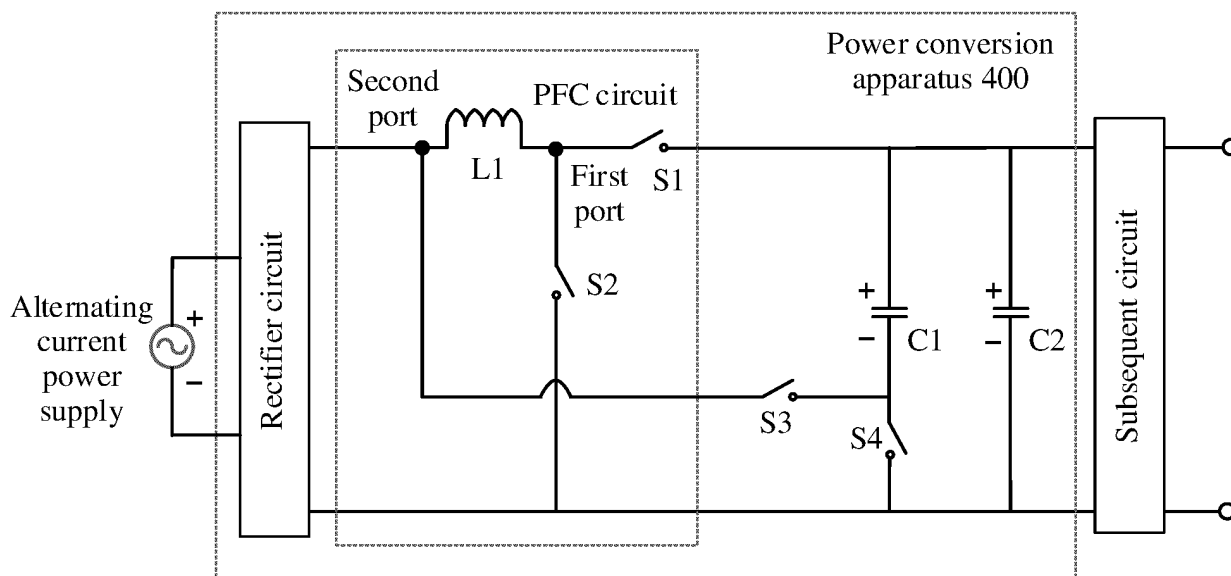 Power conversion
apparatus 400
Second
port
PFC circuit
L1
First
port
S1
S2
Alternating
current
power
supply
+
−
Rectifier circuit
+
−
C1
+
−
C2
S3
S4
Subsequent circuit